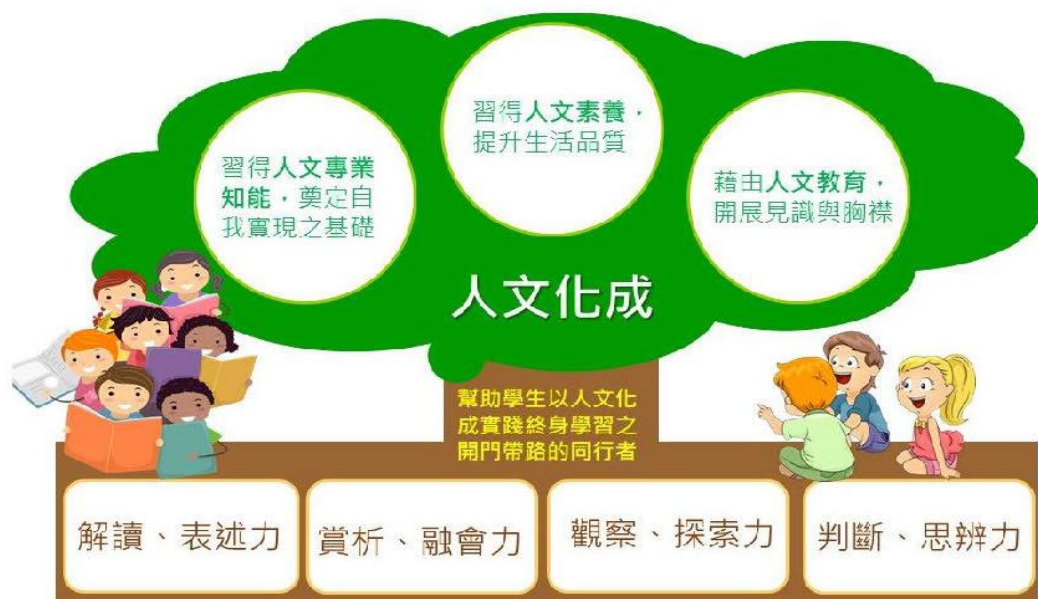 習得人文素養，
提升生活品質
習得人文專業
知能，奠定自
我實現之基礎
藉由人文教育，
開展見識與胸襟
人文化成
幫助學生以人文化
成實踐終身學習之
開門帶路的同行者
解讀、表述力
賞析、融會力
觀察、探索力
判斷、思辨力